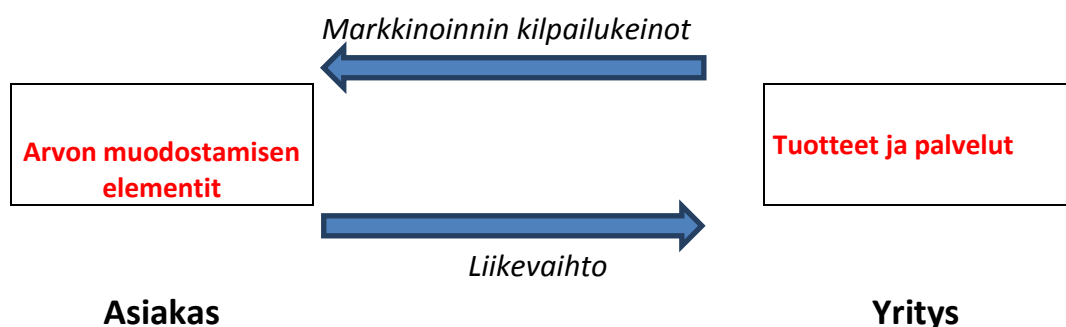 Markkinoinnin kilpailukeinot
Arvon muodostamisen
elementit
Tuotteet ja palvelut
Liikevaihto
Asiakas
Yritys